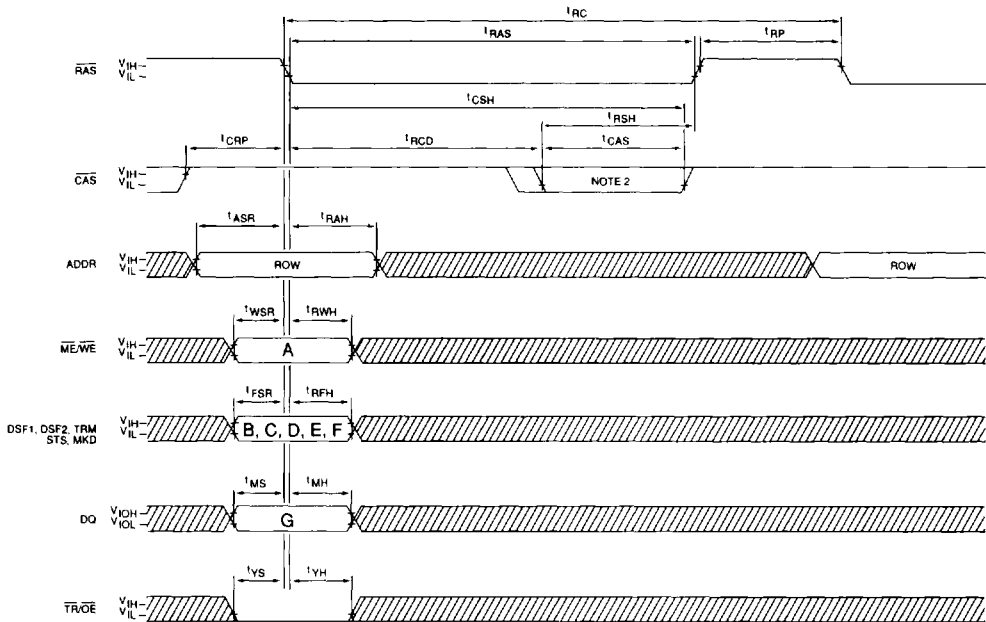 tRC
tRAS
tRP
RAS
VIH
VIL
tCSH
tRSH
tCRP
tRCD
tCAS
CAS
VIH
VIL
NOTE 2
tASR
tRAH
ADDR
VIH
VIL
ROW
ROW
tWSR
tRWH
ME/WE
VIH
VIL
A
tFSR
tRFH
DSF1, DSF2, TRM
STS, MKD
VIH
VIL
B, C, D, E, F
tMS
tMH
DQ
VIOH
VIOL
G
tYS
tYH
TR/OE
VIH
VIL